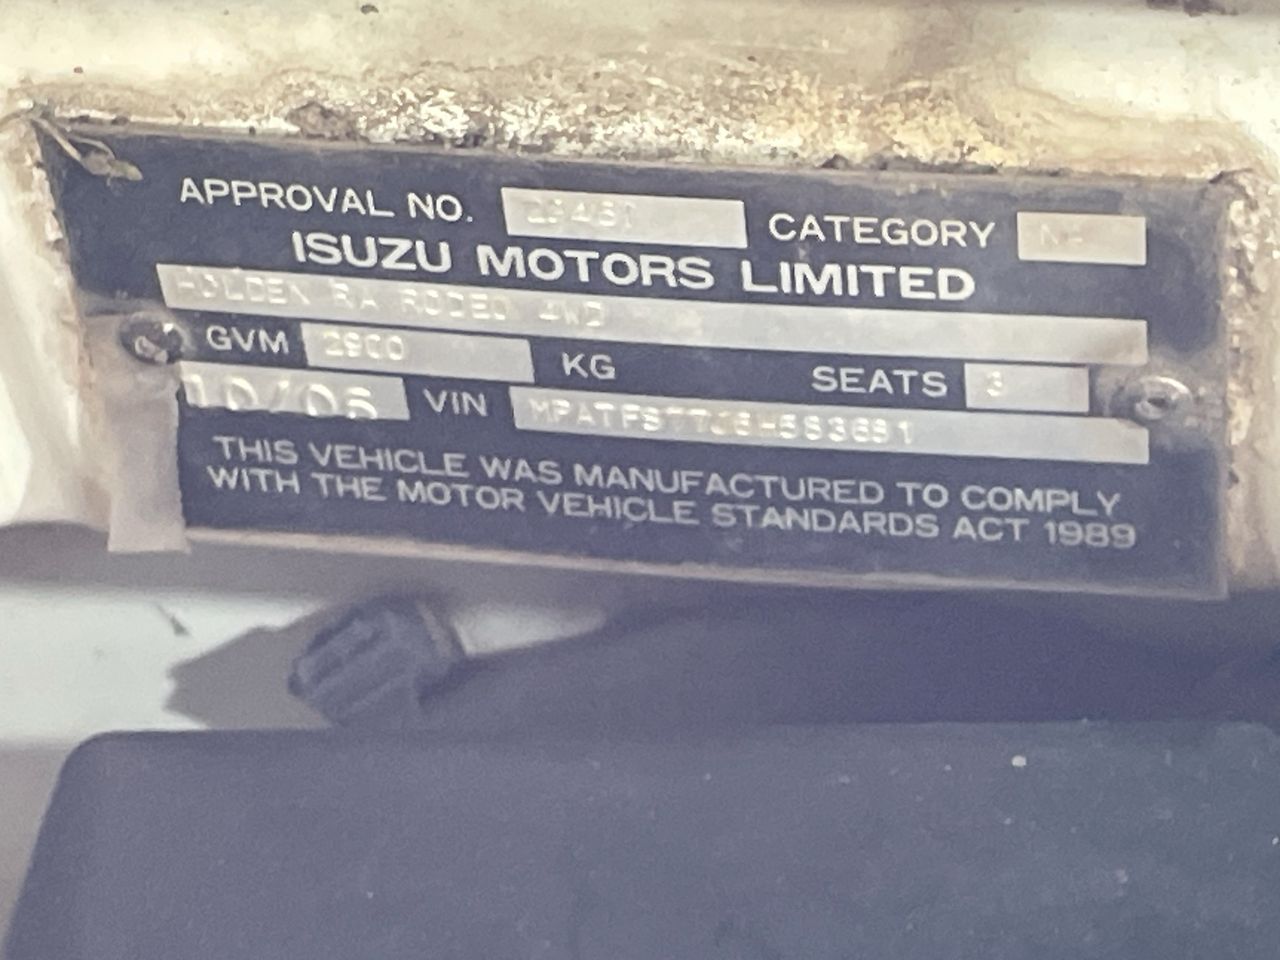 APPROVAL NO. CATEGORY
ISUZU MOTORS LIMITED
HOLDEN RA RODEO 4WD
GVM 2900 KG SEATS 3
10/06 VIN
THIS VEHICLE WAS MANUFACTURED TO COMPLY
WITH THE MOTOR VEHICLE STANDARDS ACT 1989